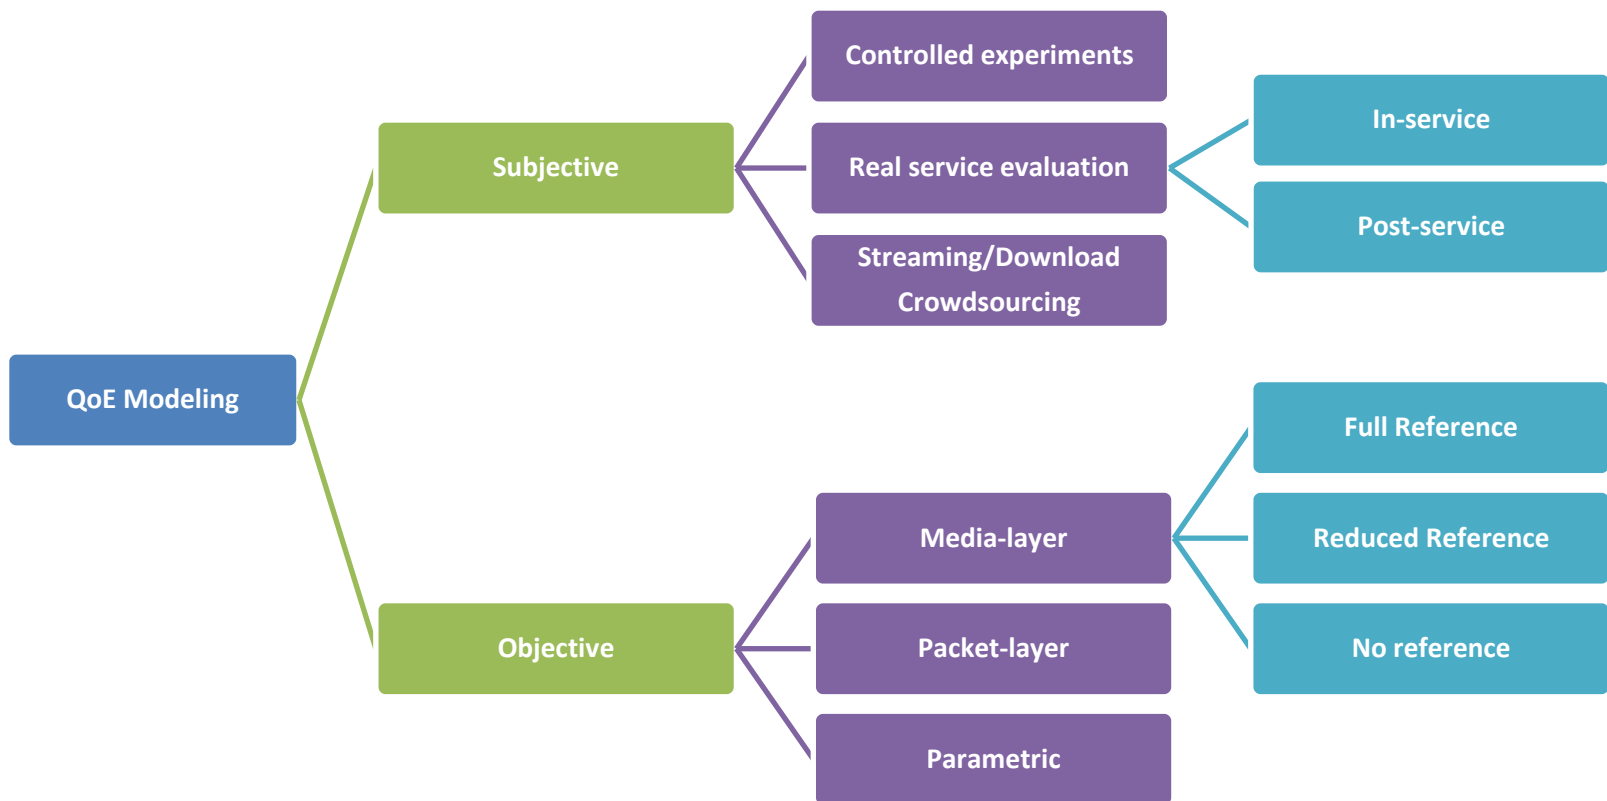 QoE Modeling
Subjective
Controlled experiments
Real service evaluation
In-service
Post-service
Streaming/Download
Crowdsourcing
Objective
Media-layer
Full Reference
Reduced Reference
No reference
Packet-layer
Parametric